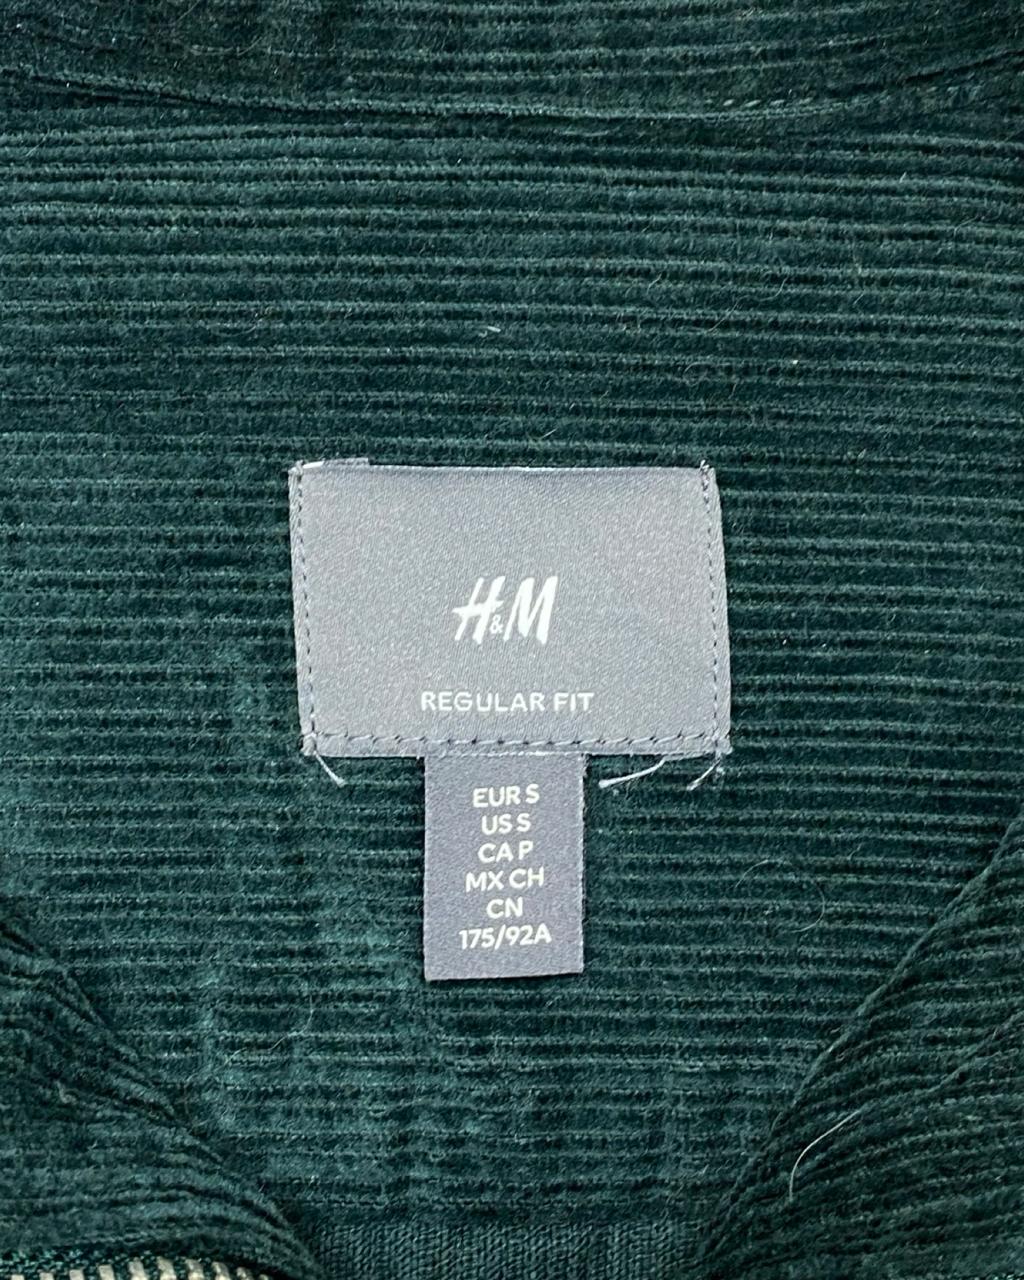 H&M
REGULAR FIT
EUR S
US S
CA P
MX CH
CN
175/92A